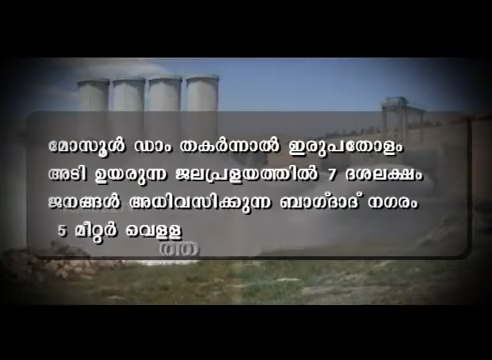 മോസൂൾ ഡാം തകർന്നാൽ ഇരുപതോളം
അടി ഉയരുന്ന ജലപ്രളയത്തിൽ 7 ദശലക്ഷം
ജനങ്ങൾ അധിവസിക്കുന്ന ബാഗ്ദാദ് നഗരം
5 മീറ്റർ വെള്ള
ത്ത